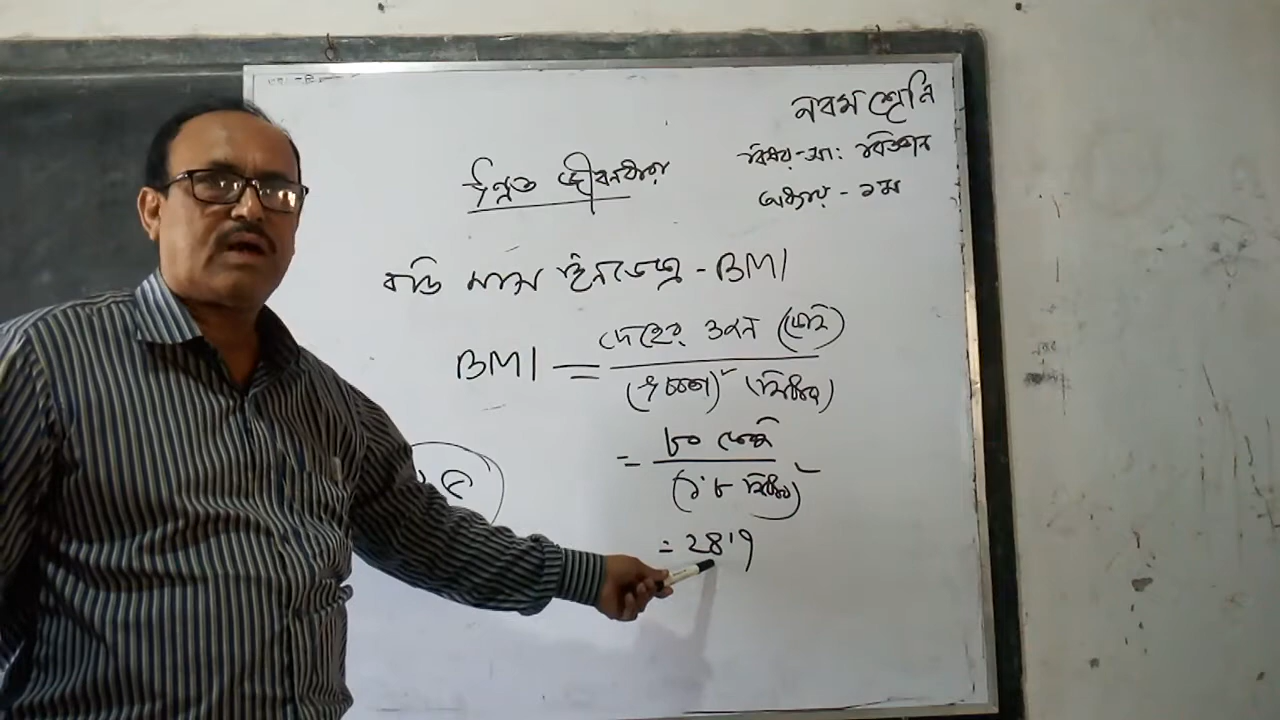 নবম শ্রেনি
বিষয়-সা: বিজ্ঞান
অধ্যায় - ১ম
উন্নত জীবনধারা
বডি মাস ইনডেক্স - BMI
BMI = দেহের ওজন (কেজি)
(উচ্চতা)² (মিটার)
= ৮০ কেজি
(১.৮ মিটার)²
= ২৪.৭